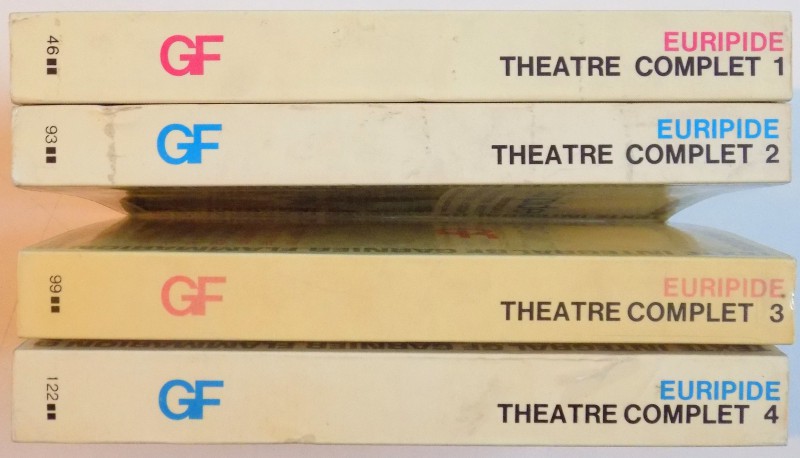 46
GF
EURIPIDE
THEATRE COMPLET 1
93
GF
EURIPIDE
THEATRE COMPLET 2
99
GF
EURIPIDE
THEATRE COMPLET 3
122
GF
EURIPIDE
THEATRE COMPLET 4